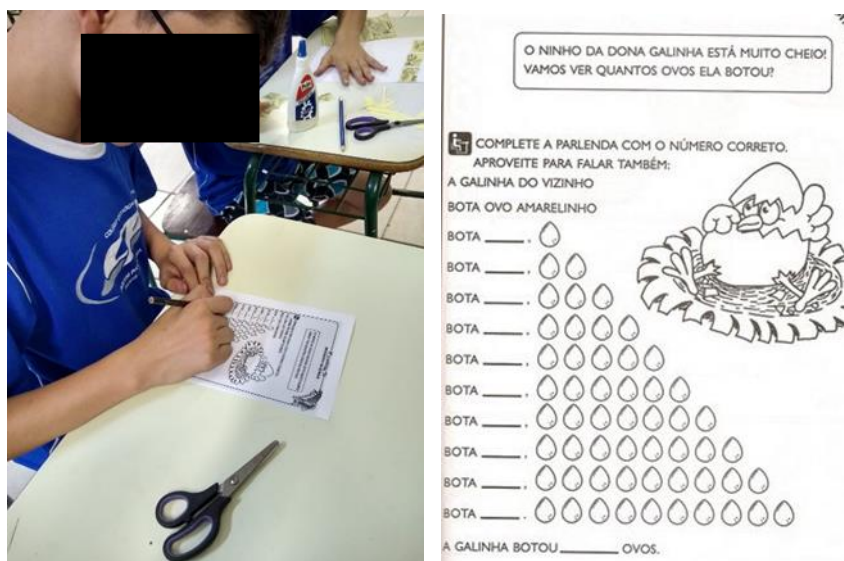 O NINHO DA DONA GALINHA ESTÁ MUITO CHEIO!
VAMOS VER QUANTOS OVOS ELA BOTOU?
COMPLETE A PARLENDA COM O NÚMERO CORRETO.
APROVEITE PARA FALAR TAMBÉM:
A GALINHA DO VIZINHO
BOTA OVO AMARELINHO
BOTA ____,
BOTA ____,
BOTA ____,
BOTA ____,
BOTA ____,
BOTA ____,
BOTA ____,
BOTA ____,
BOTA ____,
BOTA ____,
A GALINHA BOTOU ______ OVOS.